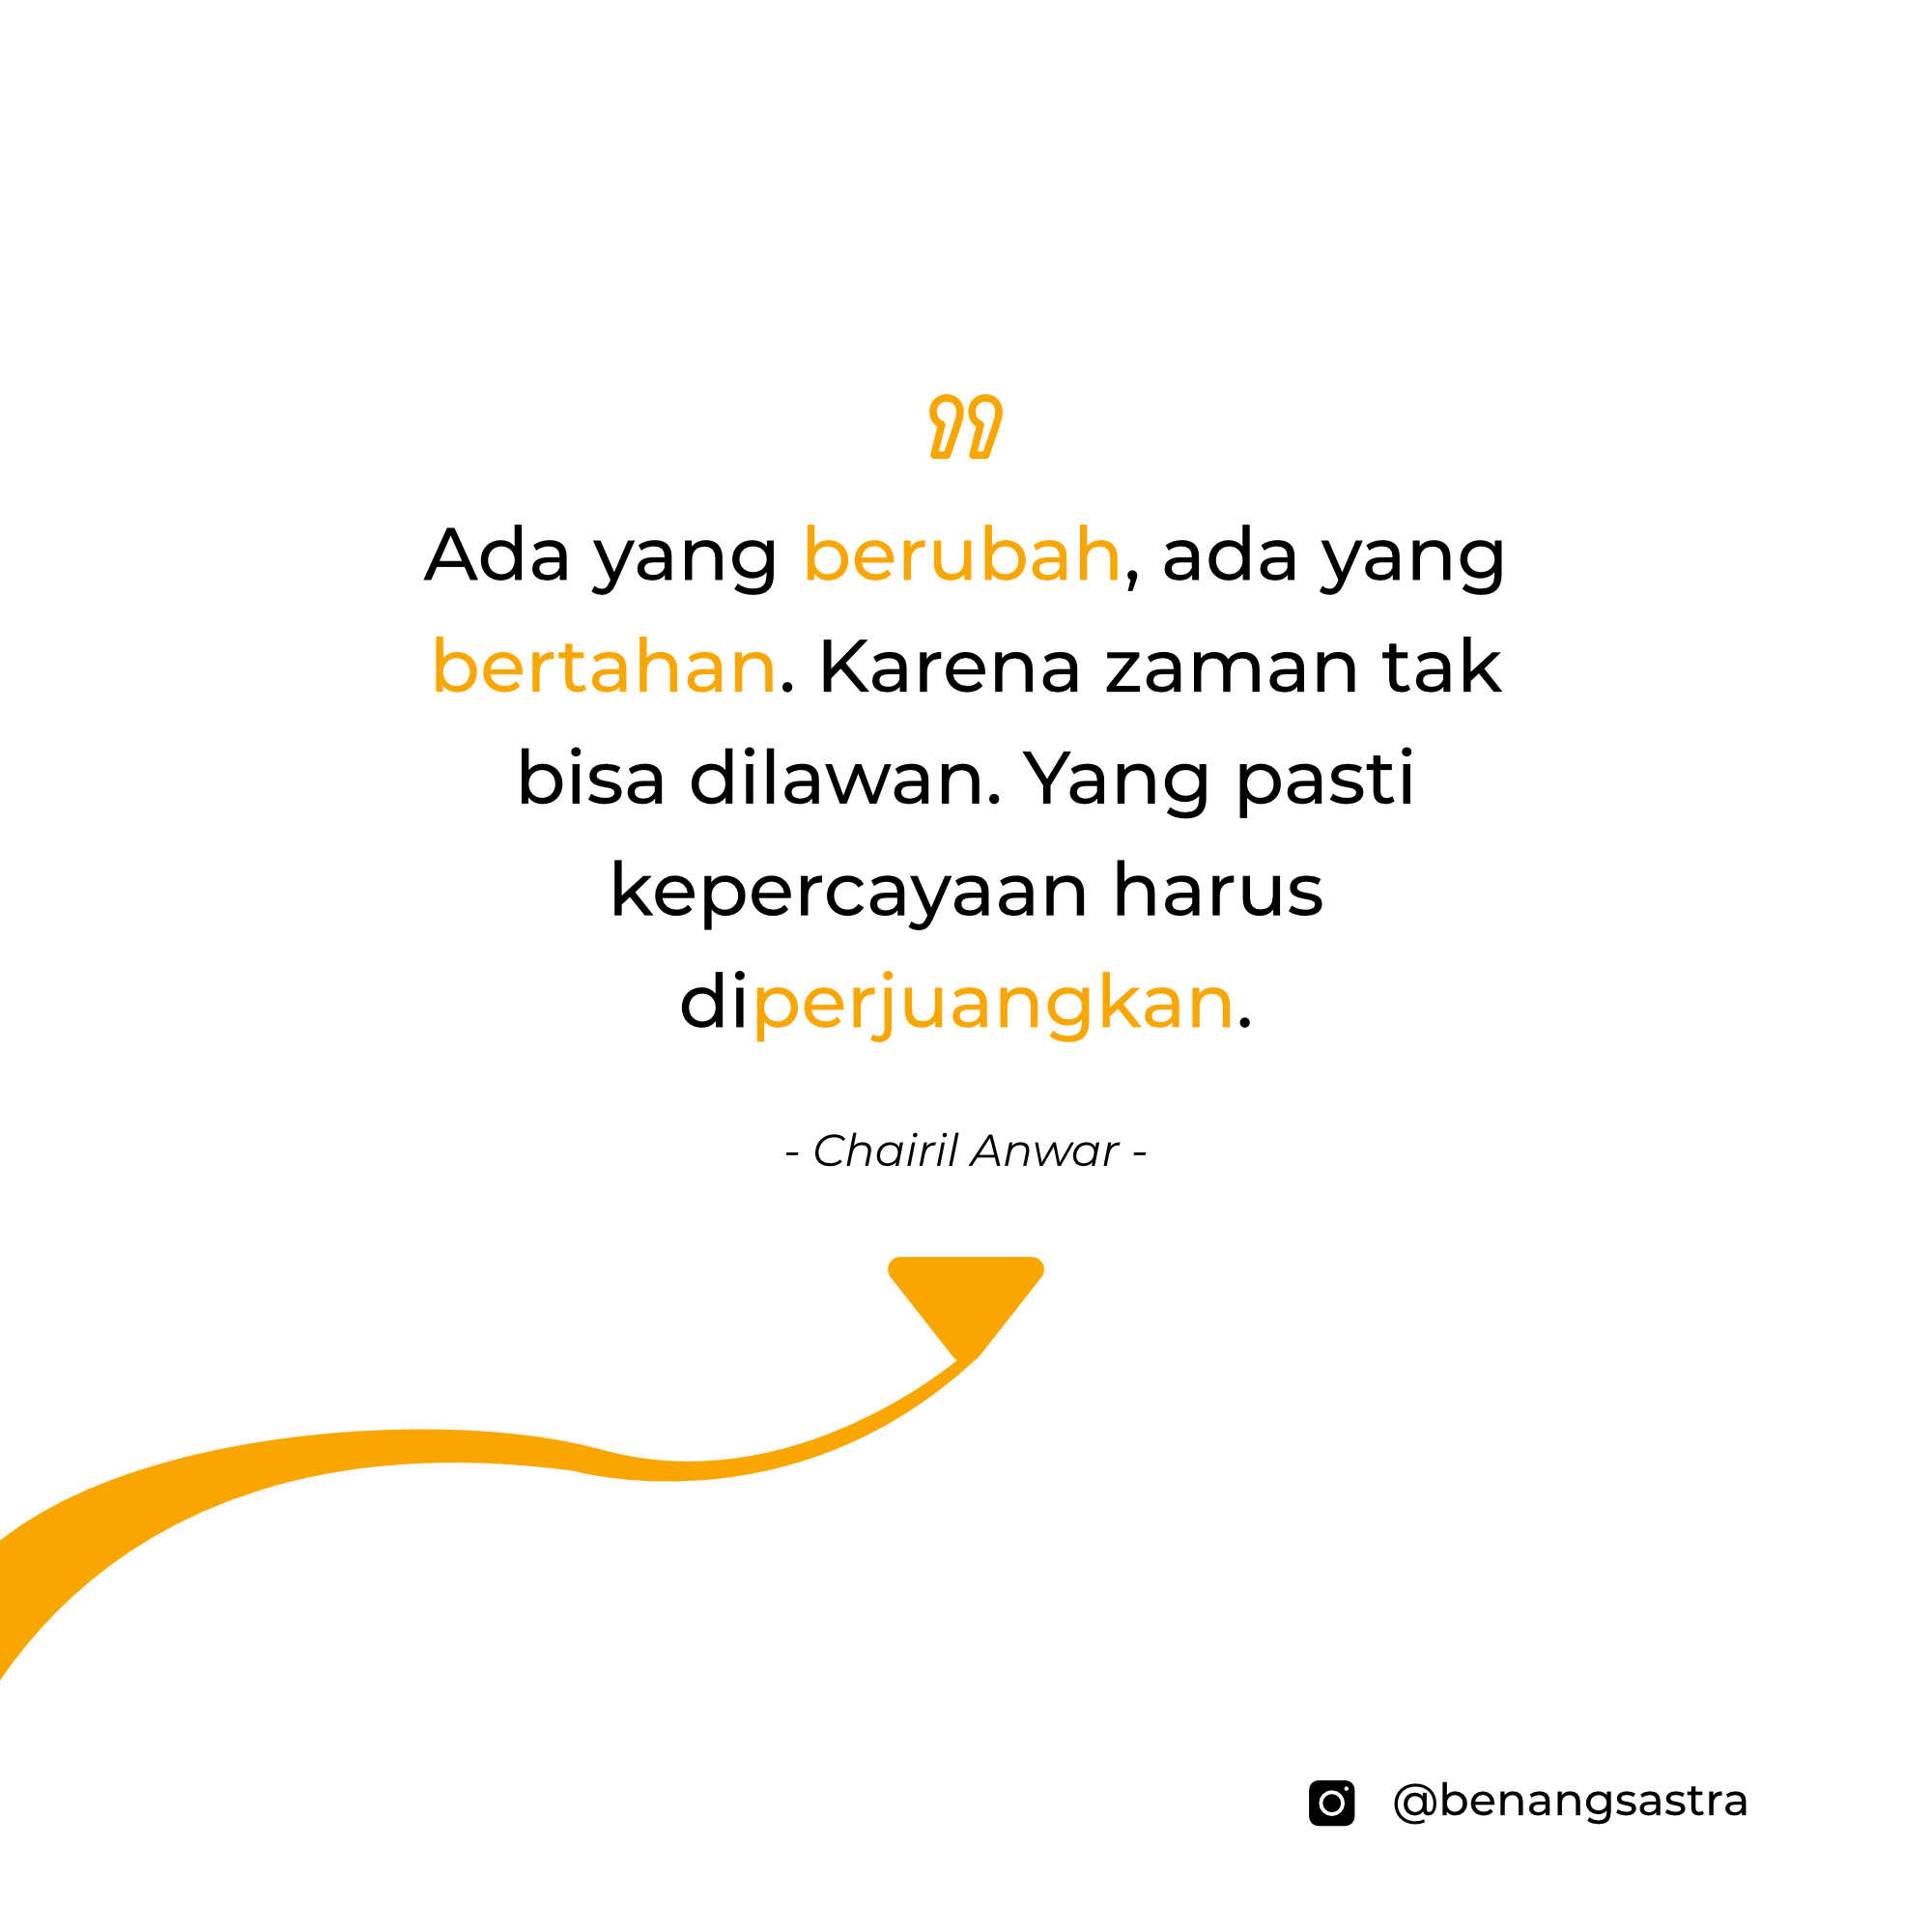 ”
Ada yang berubah, ada yang
bertahan. Karena zaman tak
bisa dilawan. Yang pasti
kepercayaan harus
diperjuangkan.
- Chairil Anwar -
@benangsastra